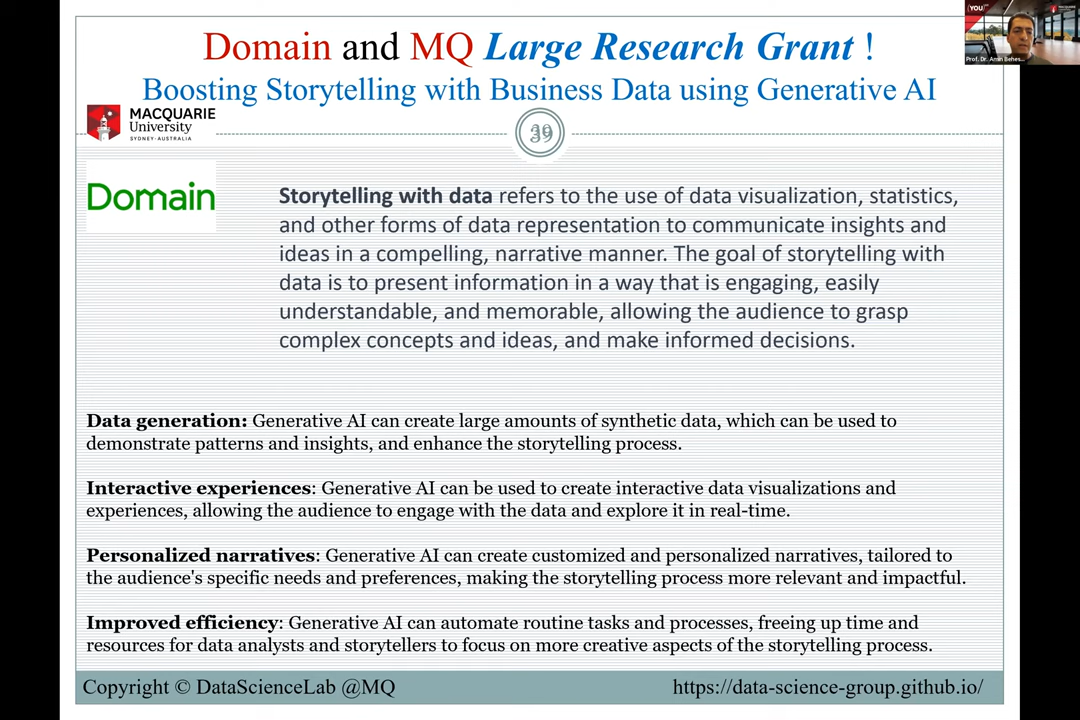 Domain and MQ Large Research Grant !
Boosting Storytelling with Business Data using Generative AI
MACQUARIE
University
SYDNEY · AUSTRALIA
39
Domain
Storytelling with data refers to the use of data visualization, statistics,
and other forms of data representation to communicate insights and
ideas in a compelling, narrative manner. The goal of storytelling with
data is to present information in a way that is engaging, easily
understandable, and memorable, allowing the audience to grasp
complex concepts and ideas, and make informed decisions.
Data generation: Generative AI can create large amounts of synthetic data, which can be used to
demonstrate patterns and insights, and enhance the storytelling process.
Interactive experiences: Generative AI can be used to create interactive data visualizations and
experiences, allowing the audience to engage with the data and explore it in real-time.
Personalized narratives: Generative AI can create customized and personalized narratives, tailored to
the audience's specific needs and preferences, making the storytelling process more relevant and impactful.
Improved efficiency: Generative AI can automate routine tasks and processes, freeing up time and
resources for data analysts and storytellers to focus on more creative aspects of the storytelling process.
Copyright © DataScienceLab @MQ
https://data-science-group.github.io/
(YOU)
MACQUARIE
Prof. Dr. Amin Behes...